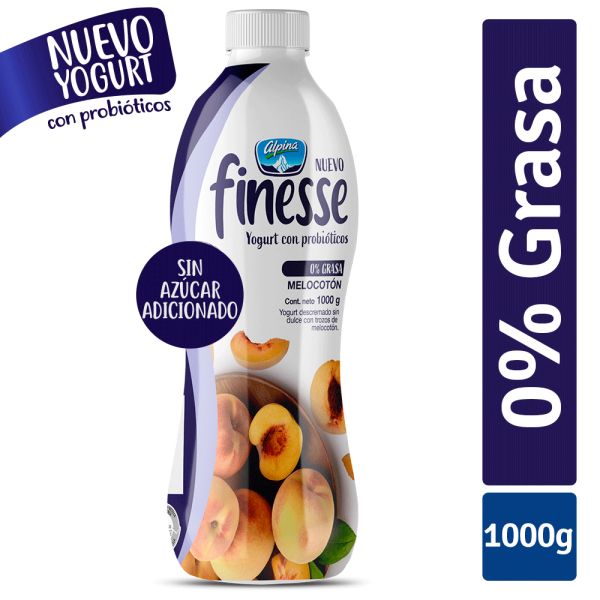 NUEVO
YOGURT
con probióticos
Alpina
NUEVO
finesse
Yogurt con probióticos
0% GRASA
MELOCOTÓN
Cont. neto 1000 g
Yogurt descremado sin
dulce con trozos de
melocotón.
SIN
AZÚCAR
ADICIONADO
0% Grasa
1000g